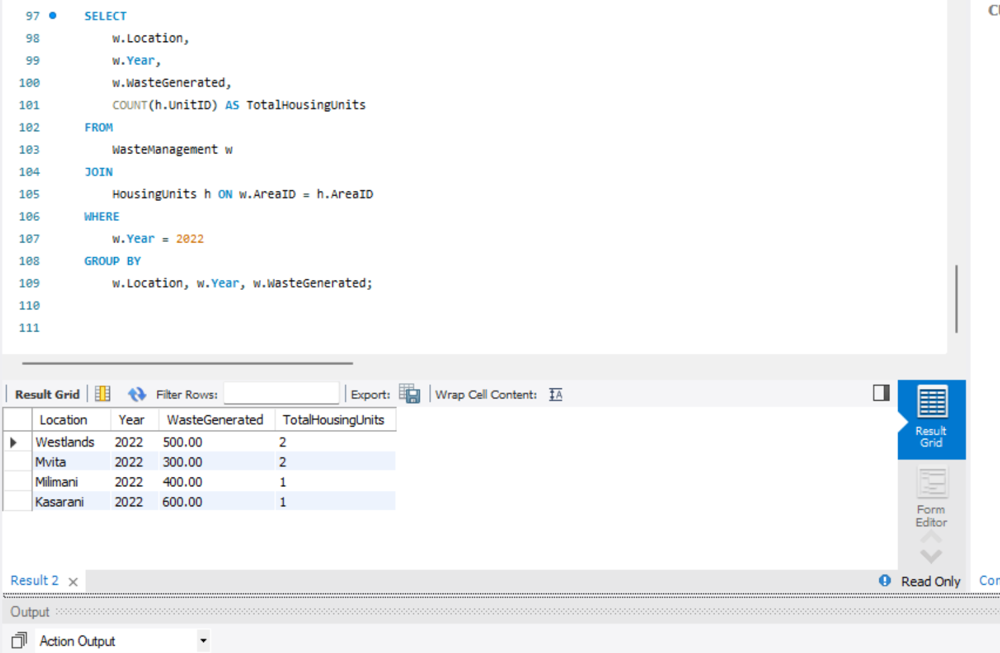 97 SELECT
98 w.Location,
99 w.Year,
100 w.WasteGenerated,
101 COUNT(h.UnitID) AS TotalHousingUnits
102 FROM
103 WasteManagement w
104 JOIN
105 HousingUnits h ON w.AreaID = h.AreaID
106 WHERE
107 w.Year = 2022
108 GROUP BY
109 w.Location, w.Year, w.WasteGenerated;
110
111
Result Grid Filter Rows: Export: Wrap Cell Content:
Location Year WasteGenerated TotalHousingUnits
Westlands 2022 500.00 2
Mvita 2022 300.00 2
Milimani 2022 400.00 1
Kasarani 2022 600.00 1
Result
Grid
Form
Editor
Result 2 Read Only
Output
Action Output